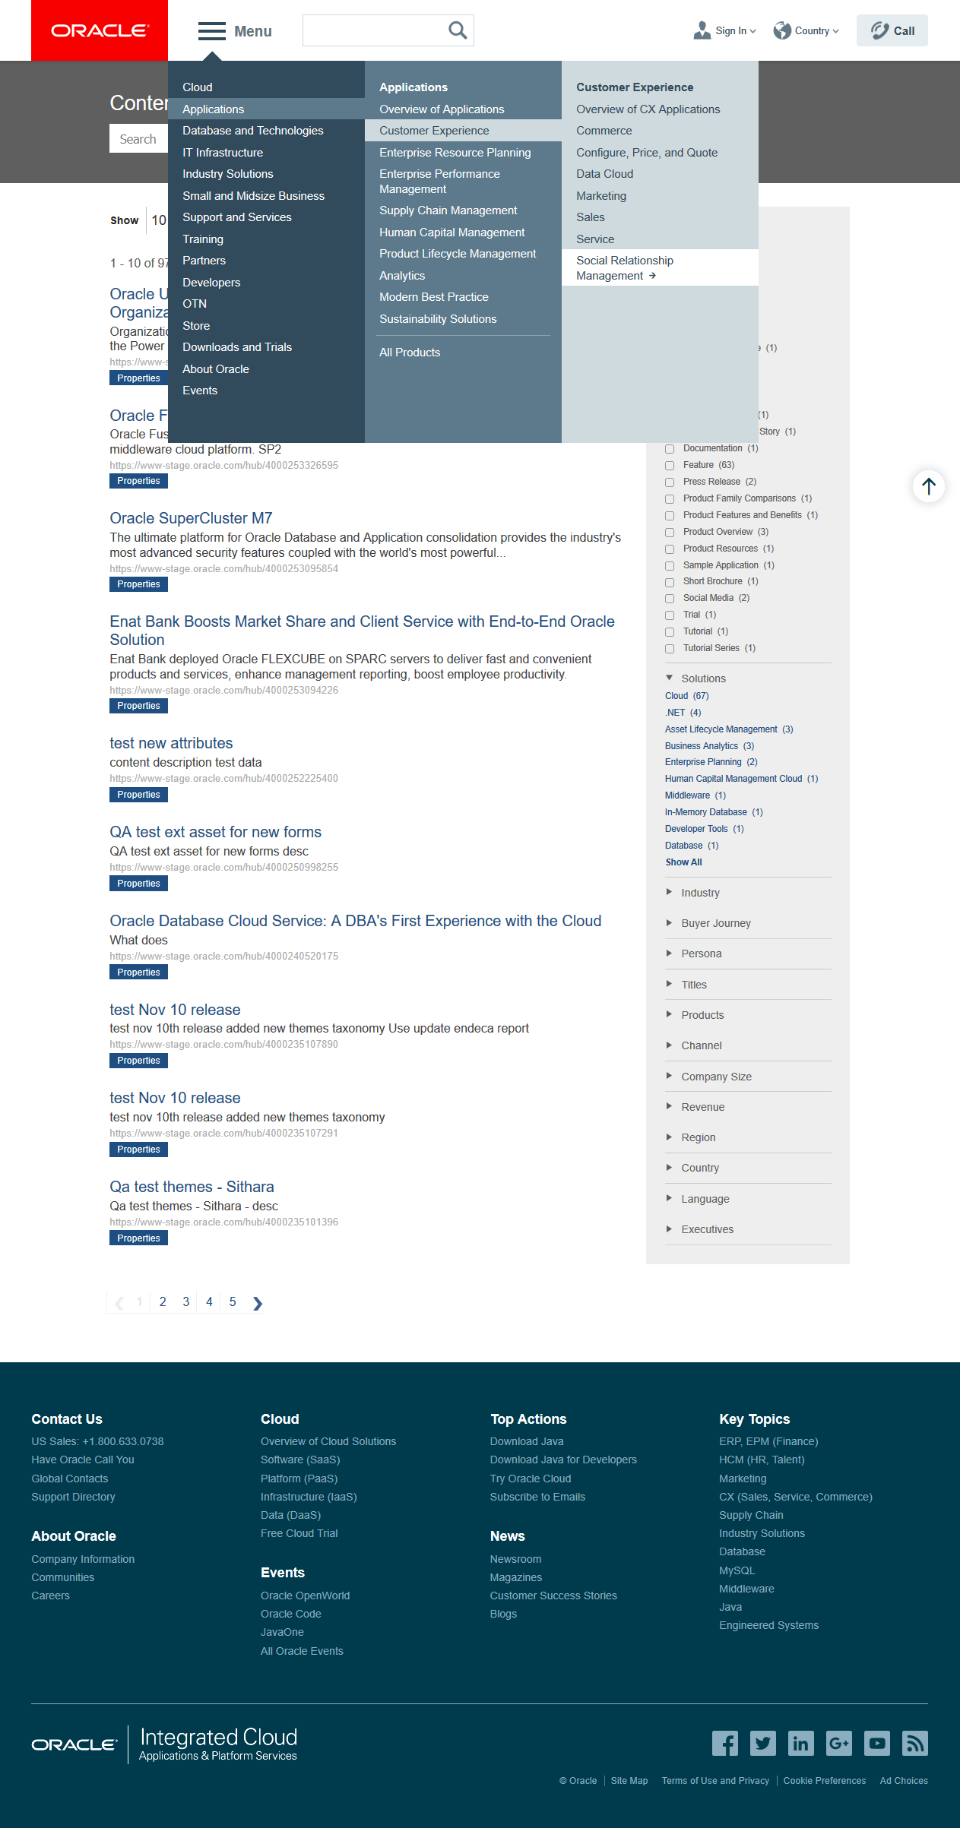 ORACLE
Menu
Sign In
Country
Call
Cloud
Applications
Database and Technologies
IT Infrastructure
Industry Solutions
Small and Midsize Business
Support and Services
Training
Partners
Developers
OTN
Store
Downloads and Trials
About Oracle
Events
Applications
Overview of Applications
Customer Experience
Enterprise Resource Planning
Enterprise Performance
Management
Supply Chain Management
Human Capital Management
Product Lifecycle Management
Analytics
Modern Best Practice
Sustainability Solutions
All Products
Customer Experience
Overview of CX Applications
Commerce
Configure, Price, and Quote
Data Cloud
Marketing
Sales
Service
Social Relationship
Management →
Search
Show 10
1 - 10 of
Oracle
Organizatio
the Power
Properties
Oracle F
Oracle Fus
middleware cloud platform. SP2
https://www-stage.oracle.com/hub/4000253326595
Properties
Oracle SuperCluster M7
The ultimate platform for Oracle Database and Application consolidation provides the industry's
most advanced security features coupled with the world's most powerful...
https://www-stage.oracle.com/hub/4000253095854
Properties
Enat Bank Boosts Market Share and Client Service with End-to-End Oracle
Solution
Enat Bank deployed Oracle FLEXCUBE on SPARC servers to deliver fast and convenient
products and services, enhance management reporting, boost employee productivity.
https://www-stage.oracle.com/hub/4000253094226
Properties
test new attributes
content description test data
https://www-stage.oracle.com/hub/4000252225400
Properties
QA test ext asset for new forms
QA test ext asset for new forms desc
https://www-stage.oracle.com/hub/4000250998255
Properties
Oracle Database Cloud Service: A DBA's First Experience with the Cloud
What does
https://www-stage.oracle.com/hub/4000240520175
Properties
test Nov 10 release
test nov 10th release added new themes taxonomy Use update endeca report
https://www-stage.oracle.com/hub/4000235107890
Properties
test Nov 10 release
test nov 10th release added new themes taxonomy
https://www-stage.oracle.com/hub/4000235107291
Properties
Qa test themes - Sithara
Qa test themes - Sithara - desc
https://www-stage.oracle.com/hub/4000235101396
Properties
1 2 3 4 5
(1)
(1)
Story (1)
Documentation (1)
Feature (63)
Press Release (2)
Product Family Comparisons (1)
Product Features and Benefits (1)
Product Overview (3)
Product Resources (1)
Sample Application (1)
Short Brochure (1)
Social Media (2)
Trial (1)
Tutorial (1)
Tutorial Series (1)
Solutions
Cloud (67)
.NET (4)
Asset Lifecycle Management (3)
Business Analytics (3)
Enterprise Planning (2)
Human Capital Management Cloud (1)
Middleware (1)
In-Memory Database (1)
Developer Tools (1)
Database (1)
Show All
Industry
Buyer Journey
Persona
Titles
Products
Channel
Company Size
Revenue
Region
Country
Language
Executives
Contact Us
US Sales: +1.800.633.0738
Have Oracle Call You
Global Contacts
Support Directory
About Oracle
Company Information
Communities
Careers
Cloud
Overview of Cloud Solutions
Software (SaaS)
Platform (PaaS)
Infrastructure (IaaS)
Data (DaaS)
Free Cloud Trial
Events
Oracle OpenWorld
Oracle Code
JavaOne
All Oracle Events
Top Actions
Download Java
Download Java for Developers
Try Oracle Cloud
Subscribe to Emails
News
Newsroom
Magazines
Customer Success Stories
Blogs
Key Topics
ERP, EPM (Finance)
HCM (HR, Talent)
Marketing
CX (Sales, Service, Commerce)
Supply Chain
Industry Solutions
Database
MySQL
Middleware
Java
Engineered Systems
ORACLE
Integrated Cloud
Applications & Platform Services
© Oracle | Site Map Terms of Use and Privacy | Cookie Preferences Ad Choices